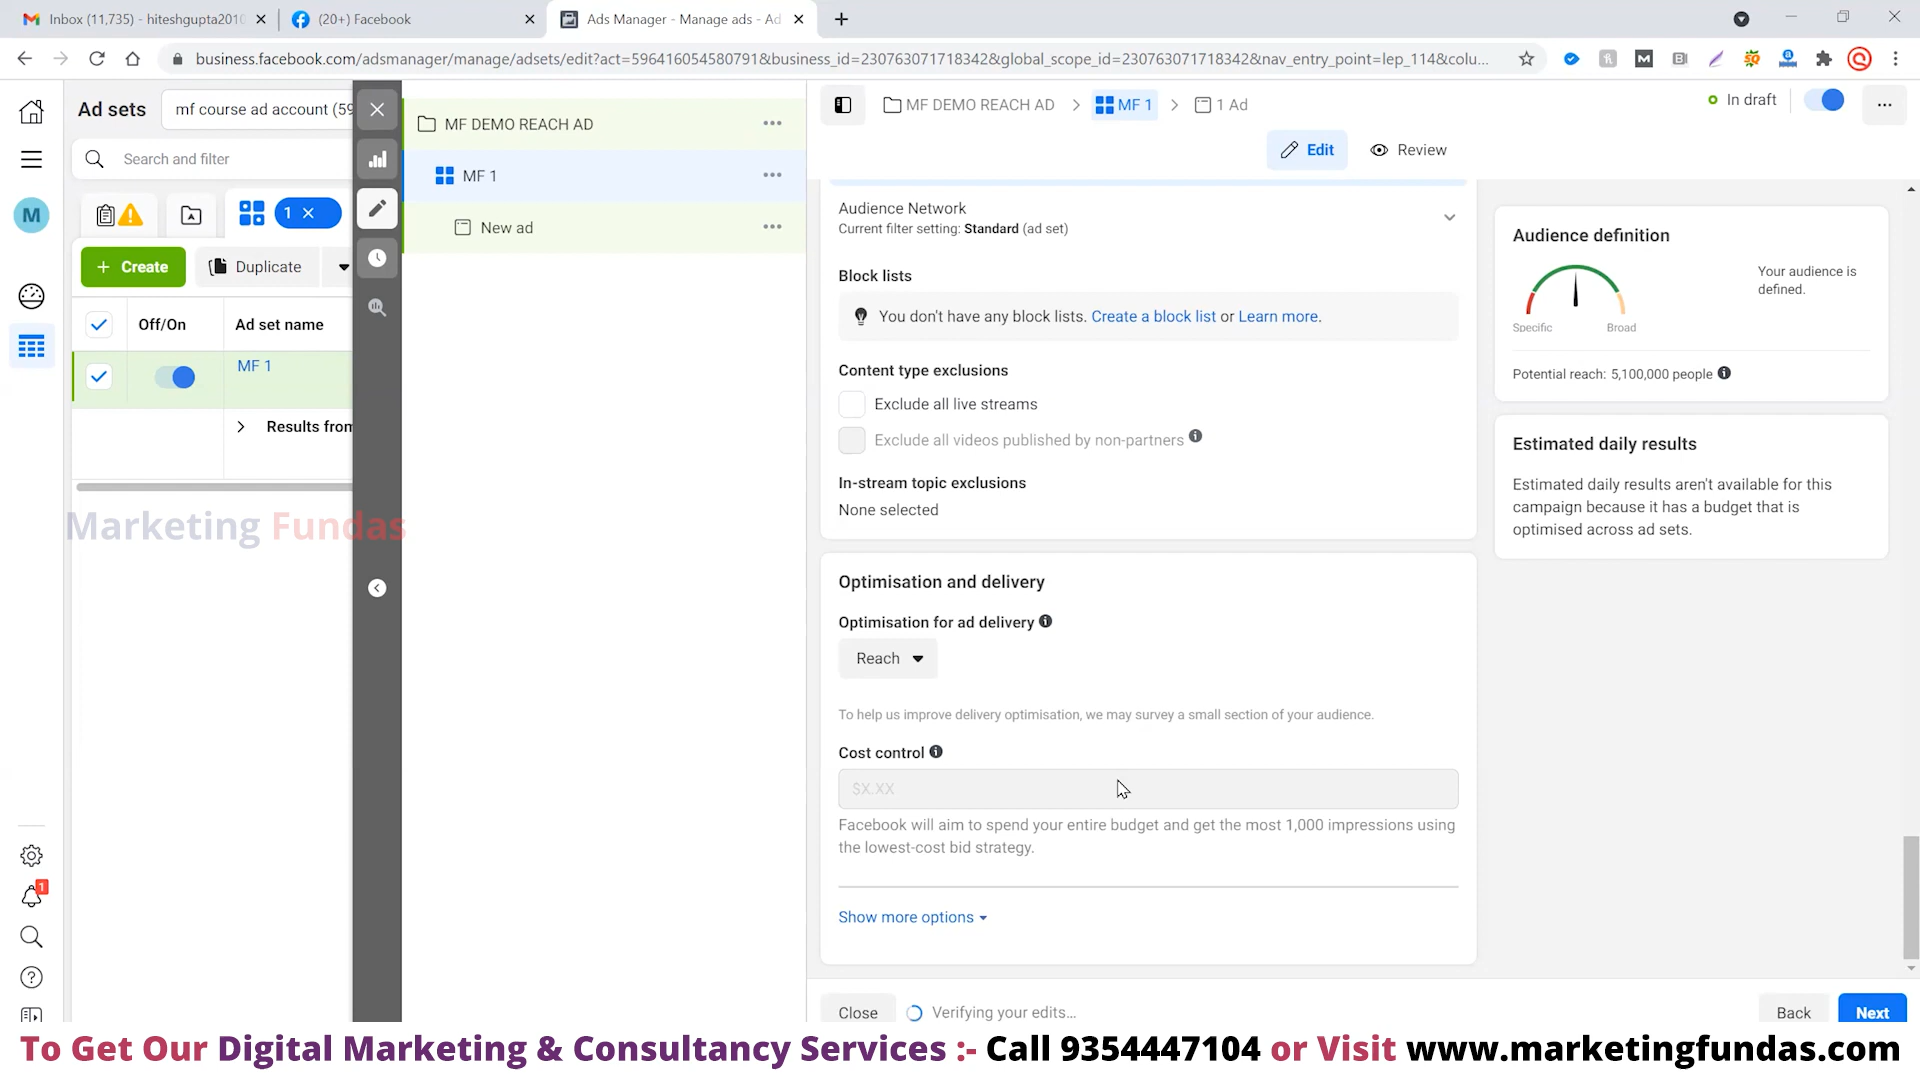 Inbox (11,735) - hiteshgupta2010
(20+) Facebook
Ads Manager - Manage ads - Ad
business.facebook.com/adsmanager/manage/adsets/edit?act=596416054580791&business_id=230763071718342&global_scope_id=230763071718342&nav_entry_point=lep_114&colu...
Ad sets
mf course ad account (59
Search and filter
M
1
Create
Duplicate
Off/On
Ad set name
MF 1
Results from
1
MF DEMO REACH AD
MF 1
New ad
MF DEMO REACH AD
MF 1
1 Ad
In draft
Edit
Review
Audience Network
Current filter setting: Standard (ad set)
Block lists
You don't have any block lists. Create a block list or Learn more.
Content type exclusions
Exclude all live streams
Exclude all videos published by non-partners
In-stream topic exclusions
None selected
Optimisation and delivery
Optimisation for ad delivery
Reach
To help us improve delivery optimisation, we may survey a small section of your audience.
Cost control
$X.XX
Facebook will aim to spend your entire budget and get the most 1,000 impressions using
the lowest-cost bid strategy.
Show more options
Close
Verifying your edits...
Back
Next
Audience definition
Your audience is
defined.
Specific
Broad
Potential reach: 5,100,000 people
Estimated daily results
Estimated daily results aren't available for this
campaign because it has a budget that is
optimised across ad sets.
Marketing Fundas
To Get Our Digital Marketing & Consultancy Services :- Call 9354447104 or Visit www.marketingfundas.com